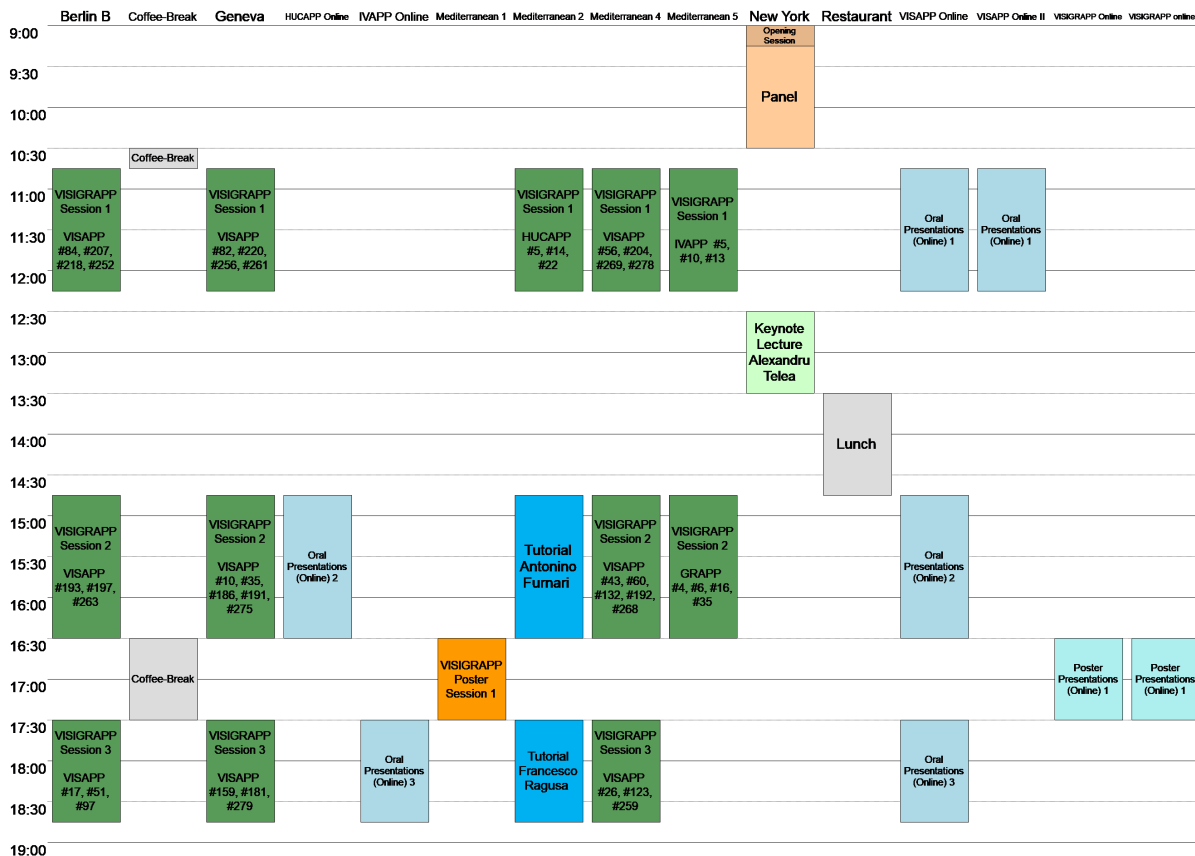 Berlin B Coffee-Break Geneva HUCAPP Online IVAPP Online Mediterranean 1 Mediterranean 2 Mediterranean 4 Mediterranean 5 New York Restaurant VISAPP Online VISAPP Online II VISIGRAPP Online VISIGRAPP online
9:00
Opening
Session
9:30
Panel
10:00
10:30
Coffee-Break
VISIGRAPP
Session 1
VISAPP
#84, #207,
#218, #252
VISIGRAPP
Session 1
VISAPP
#82, #220,
#256, #261
VISIGRAPP
Session 1
HUCAPP
#5, #14,
#22
VISIGRAPP
Session 1
VISAPP
#56, #204,
#269, #278
VISIGRAPP
Session 1
IVAPP #5,
#10, #13
Oral
Presentations
(Online) 1
Oral
Presentations
(Online) 1
11:00
11:30
12:00
12:30
Keynote
Lecture
Alexandru
Telea
13:00
13:30
Lunch
14:00
14:30
VISIGRAPP
Session 2
VISAPP
#193, #197,
#263
VISIGRAPP
Session 2
VISAPP
#10, #35,
#186, #191,
#275
Oral
Presentations
(Online) 2
Tutorial
Antonino
Furnari
VISIGRAPP
Session 2
VISAPP
#43, #60,
#132, #192,
#268
VISIGRAPP
Session 2
GRAPP
#4, #6, #16,
#35
Oral
Presentations
(Online) 2
15:00
15:30
16:00
16:30
Coffee-Break
VISIGRAPP
Poster
Session 1
Poster
Presentations
(Online) 1
Poster
Presentations
(Online) 1
17:00
17:30
VISIGRAPP
Session 3
VISAPP
#17, #51,
#97
VISIGRAPP
Session 3
VISAPP
#159, #181,
#279
Oral
Presentations
(Online) 3
Tutorial
Francesco
Ragusa
VISIGRAPP
Session 3
VISAPP
#26, #123,
#259
Oral
Presentations
(Online) 3
18:00
18:30
19:00